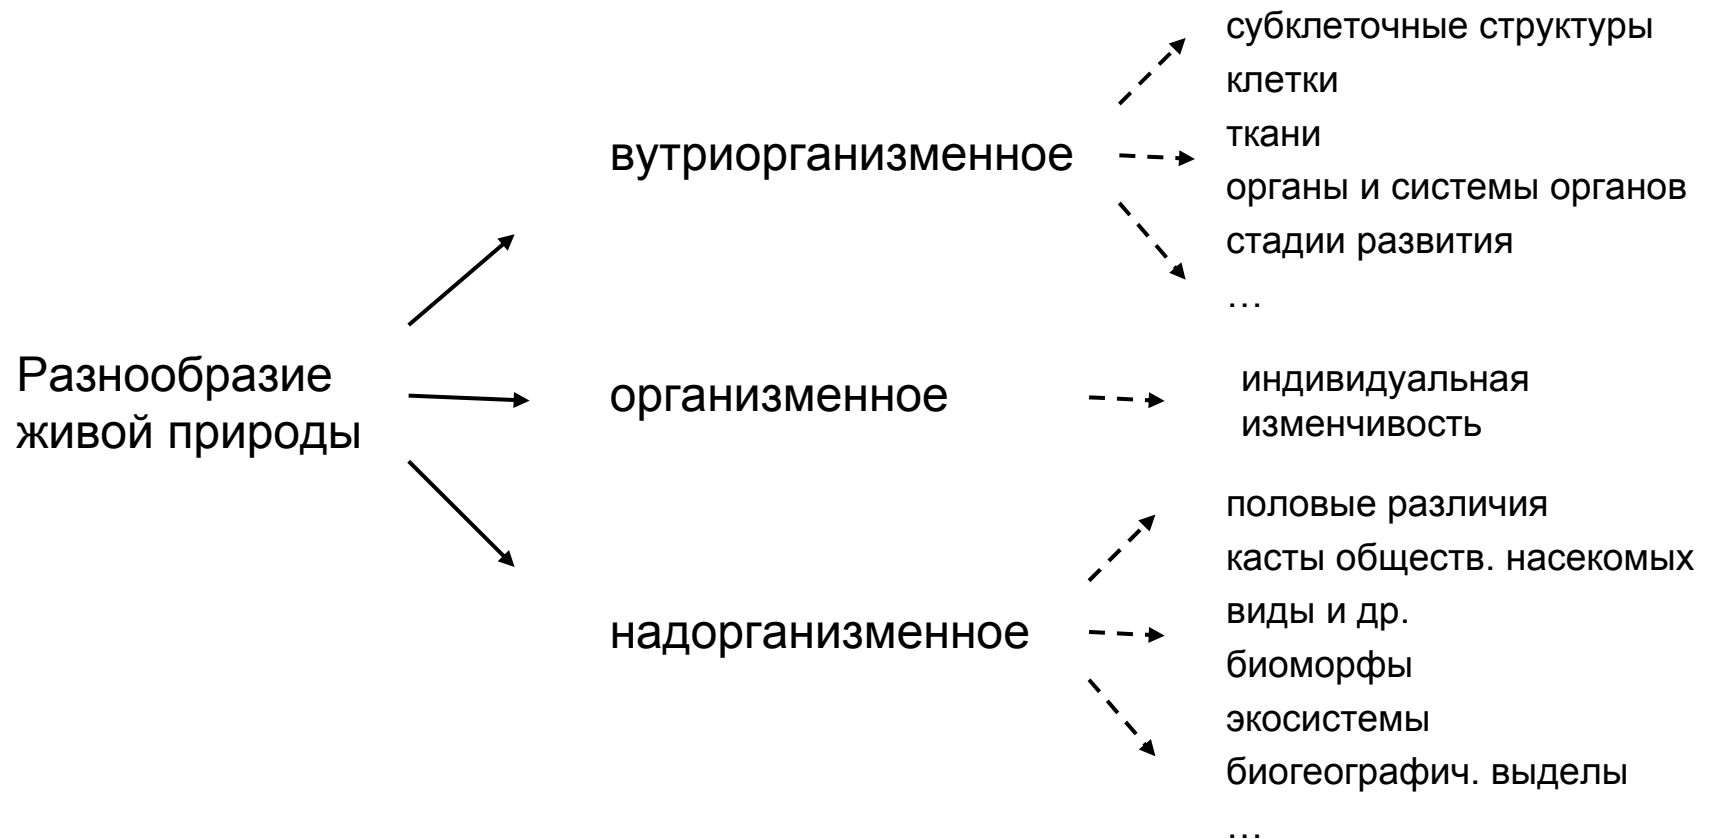 Разнообразие
живой природы
вутриорганизменное
субклеточные структуры
клетки
ткани
органы и системы органов
стадии развития
…
организменное
индивидуальная
изменчивость
надорганизменное
половые различия
касты обществ. насекомых
виды и др.
биоморфы
экосистемы
биогеографич. выделы
…